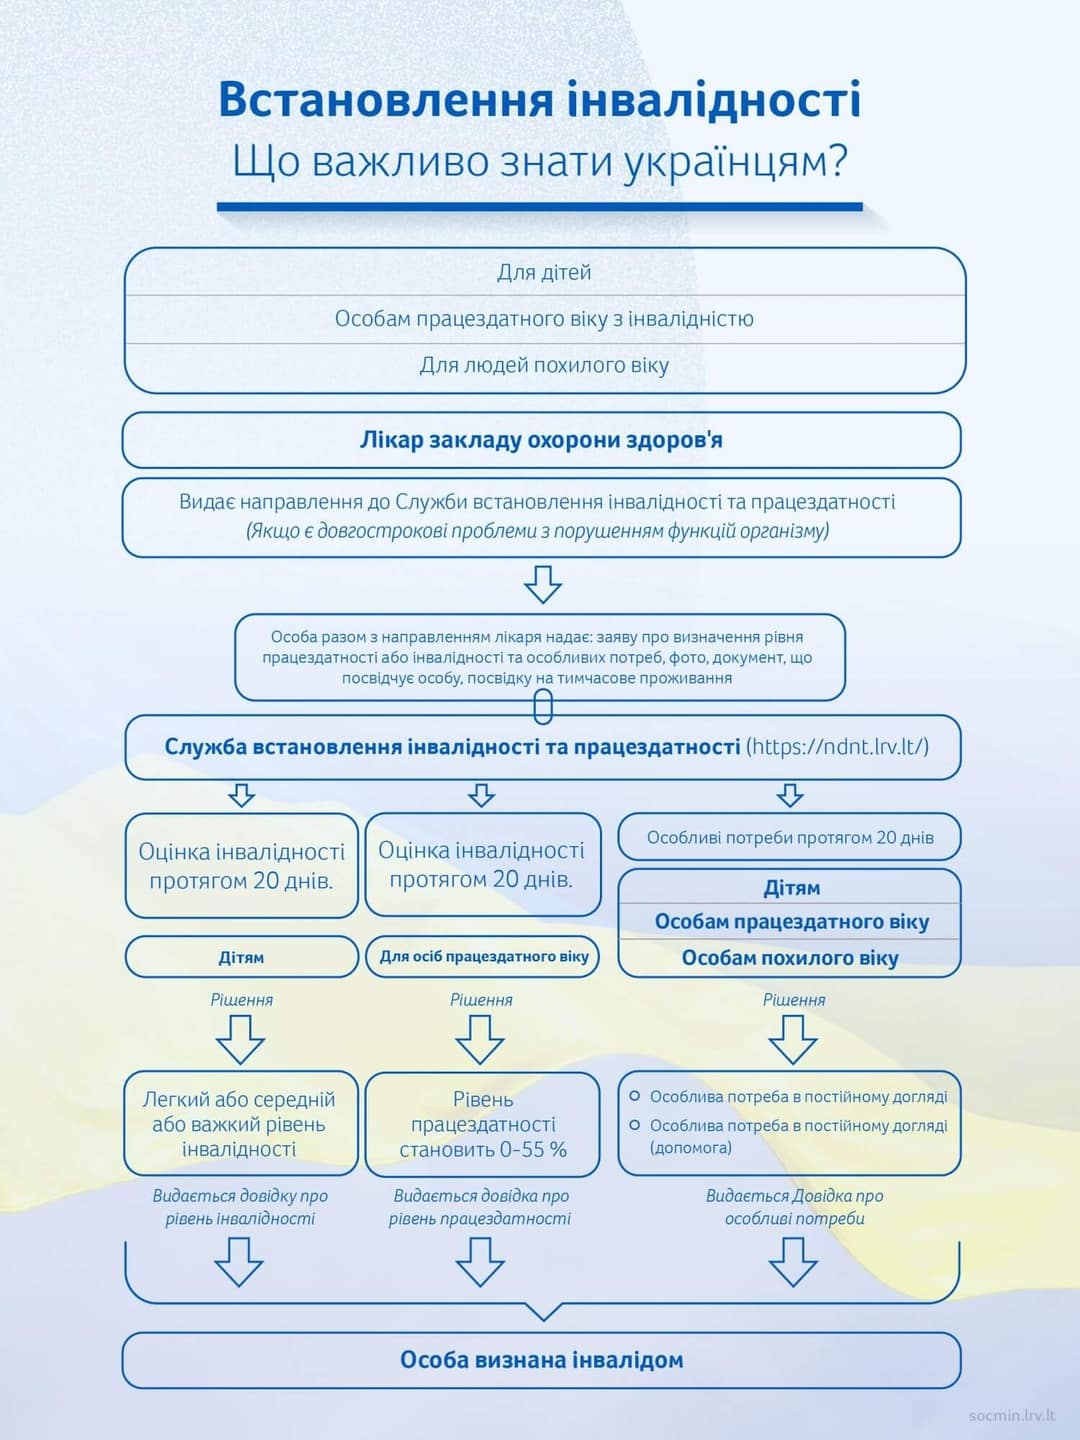 Встановлення інвалідності
Що важливо знати українцям?
Для дітей
Особам працездатного віку з інвалідністю
Для людей похилого віку
Лікар закладу охорони здоров'я
Видає направлення до Служби встановлення інвалідності та працездатності
(Якщо є довгострокові проблеми з порушенням функцій організму)
Особа разом з направленням лікаря надає: заяву про визначення рівня
працездатності або інвалідності та особливих потреб, фото, документ, що
посвідчує особу, посвідку на тимчасове проживання
Служба встановлення інвалідності та працездатності (https://ndnt.lrv.lt/)
Оцінка інвалідності
протягом 20 днів.
Дітям
Рішення
Легкий або середній
або важкий рівень
інвалідності
Видається довідку про
рівень інвалідності
Оцінка інвалідності
протягом 20 днів.
Для осіб працездатного віку
Рішення
Рівень
працездатності
становить 0-55 %
Видається довідка про
рівень працездатності
Особливі потреби протягом 20 днів
Дітям
Особам працездатного віку
Особам похилого віку
Рішення
Особлива потреба в постійному догляді
Особлива потреба в постійному догляді
(допомога)
Видається Довідка про
особливі потреби
Особа визнана інвалідом
socmin.lrv.lt